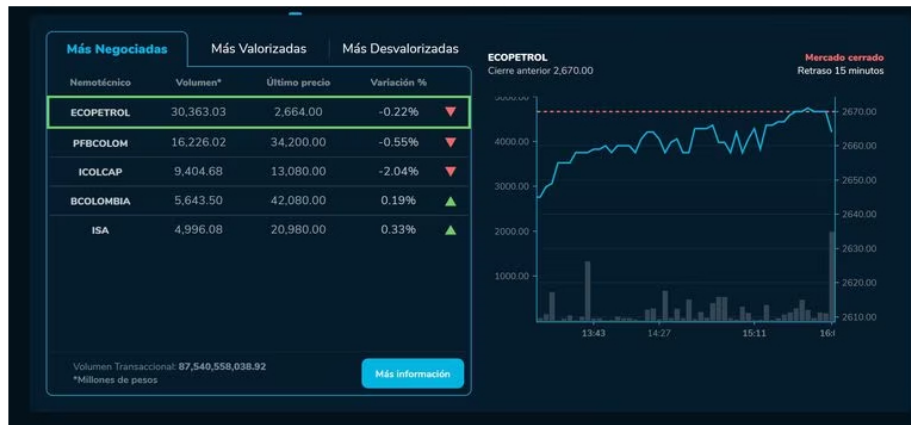 Más Negociadas Más Valorizadas Más Desvalorizadas
Nemotécnico Volumen* Último precio Variación %
ECOPETROL 30,363.03 2,664.00 -0.22%
PFBCOLOM 16,226.02 34,200.00 -0.55%
ICOLCAP 9,404.68 13,080.00 -2.04%
BCOLOMBIA 5,643.50 42,080.00 0.19%
ISA 4,996.08 20,980.00 0.33%
Volumen Transaccional: 87,540,558,038.92
*Millones de pesos
Más información
ECOPETROL
Cierre anterior 2,670.00
Mercado cerrado
Retraso 15 minutos
4000.00
3000.00
2000.00
1000.00
2670.00
2660.00
2650.00
2640.00
2630.00
2620.00
2610.00
13:43 14:27 15:11